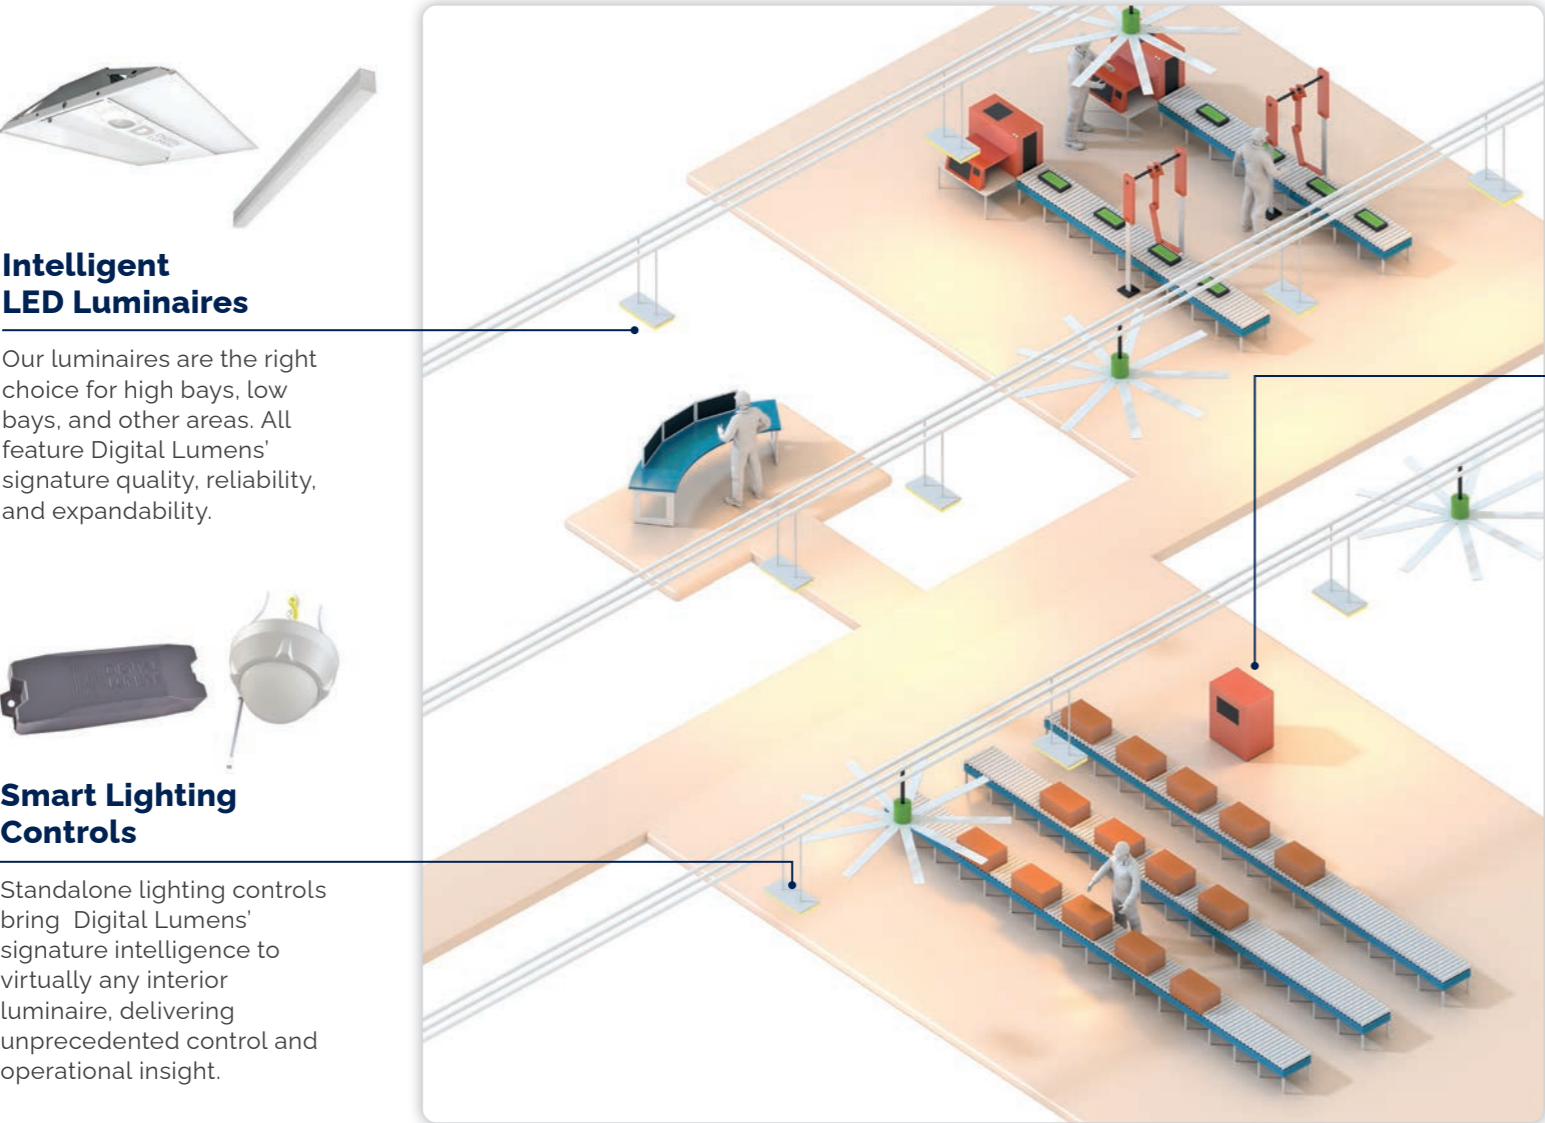 Intelligent
LED Luminaires
Our luminaires are the right
choice for high bays, low
bays, and other areas. All
feature Digital Lumens’
signature quality, reliability,
and expandability.
DIGITAL
LUMENS
Smart Lighting
Controls
Standalone lighting controls
bring  Digital Lumens’
signature intelligence to
virtually any interior
luminaire, delivering
unprecedented control and
operational insight.